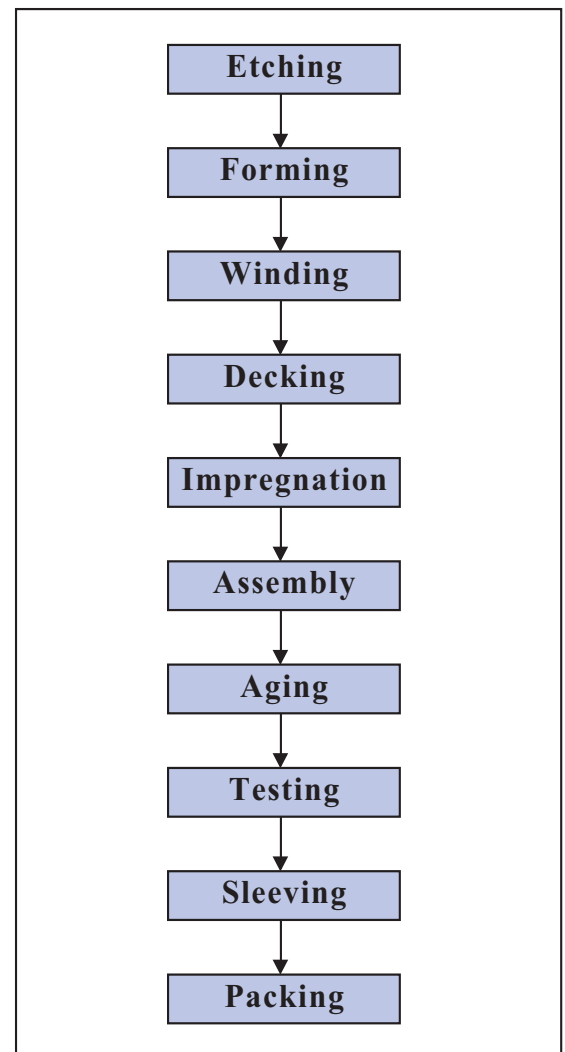 Etching
Forming
Winding
Decking
Impregnation
Assembly
Aging
Testing
Sleeving
Packing